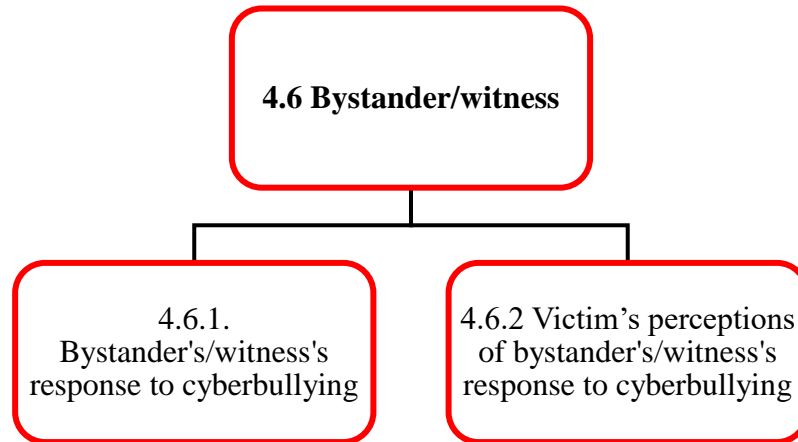 4.6 Bystander/witness
4.6.1.
Bystander's/witness's
response to cyberbullying
4.6.2 Victim’s perceptions
of bystander's/witness's
response to cyberbullying